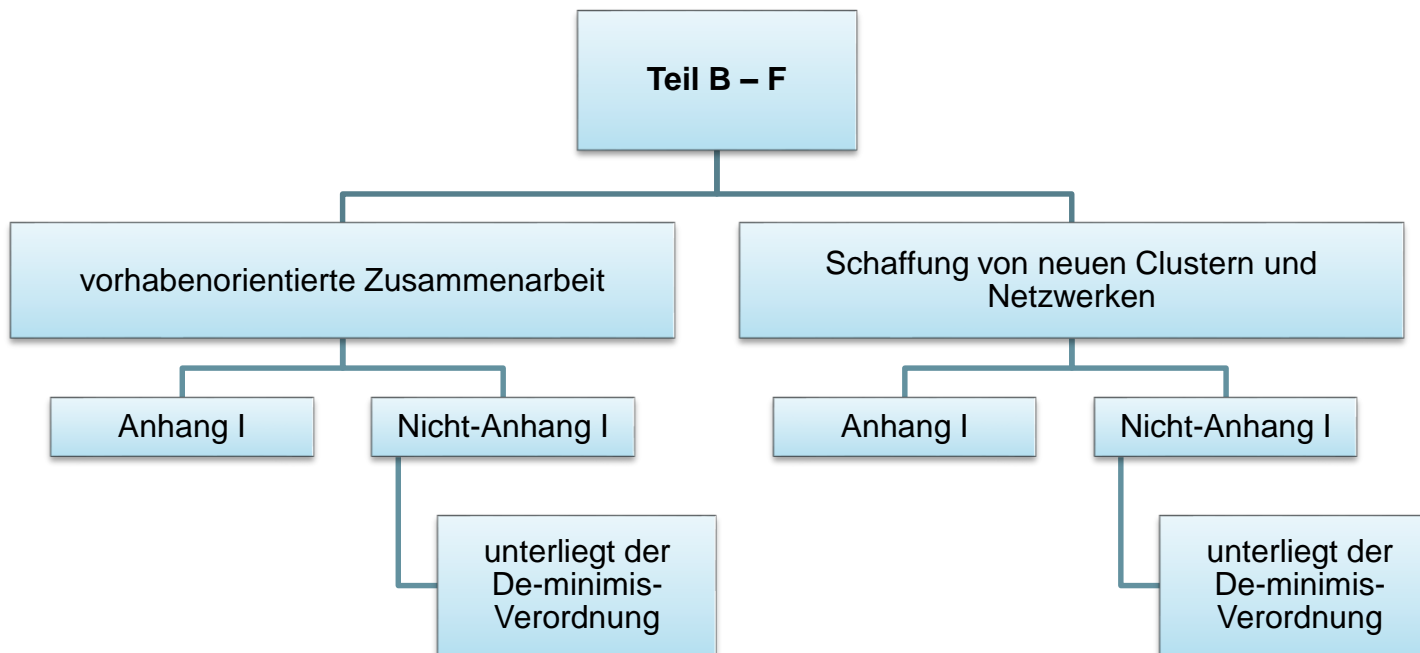 Teil B – F
vorhabenorientierte Zusammenarbeit
Schaffung von neuen Clustern und
Netzwerken
Anhang I
Nicht-Anhang I
Anhang I
Nicht-Anhang I
unterliegt der
De-minimis-
Verordnung
unterliegt der
De-minimis-
Verordnung